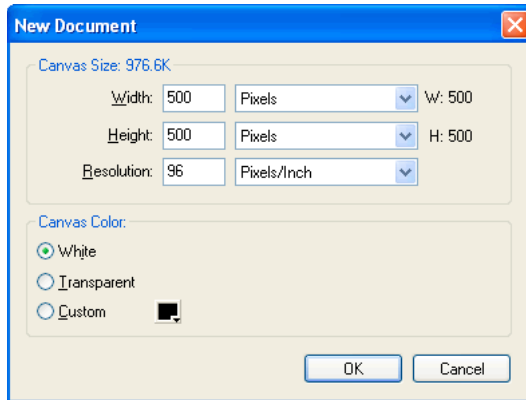 New Document
Canvas Size: 976.6K
Width: 500 Pixels W: 500
Height: 500 Pixels H: 500
Resolution: 96 Pixels/Inch
Canvas Color:
White
Transparent
Custom
OK Cancel